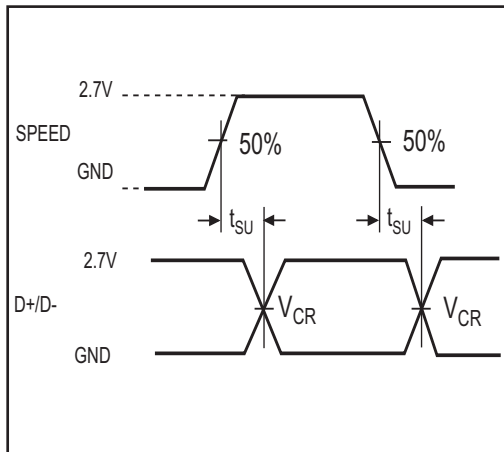 2.7V
SPEED
50%
50%
GND
tSU
tSU
2.7V
D+/D-
VCR
VCR
GND